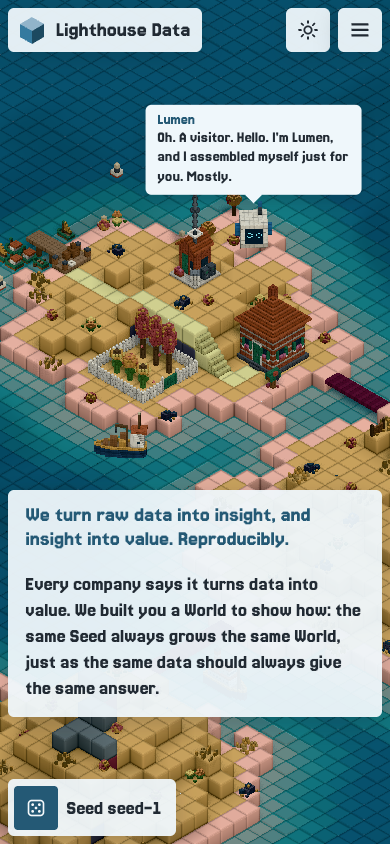 Lighthouse Data
Lumen
Oh. A visitor. Hello. I'm Lumen,
and I assembled myself just for
you. Mostly.
We turn raw data into insight, and
insight into value. Reproducibly.
Every company says it turns data into
value. We built you a World to show how: the
same Seed always grows the same World,
just as the same data should always give
the same answer.
Seed seed-1